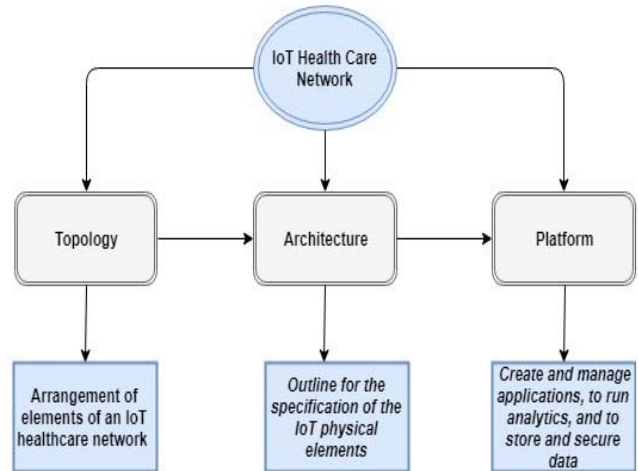 IoT Health Care
Network
Topology
Architecture
Platform
Arrangement of
elements of an IoT
healthcare network
Outline for the
specification of the
IoT physical
elements
Create and manage
applications, to run
analytics, and to
store and secure
data